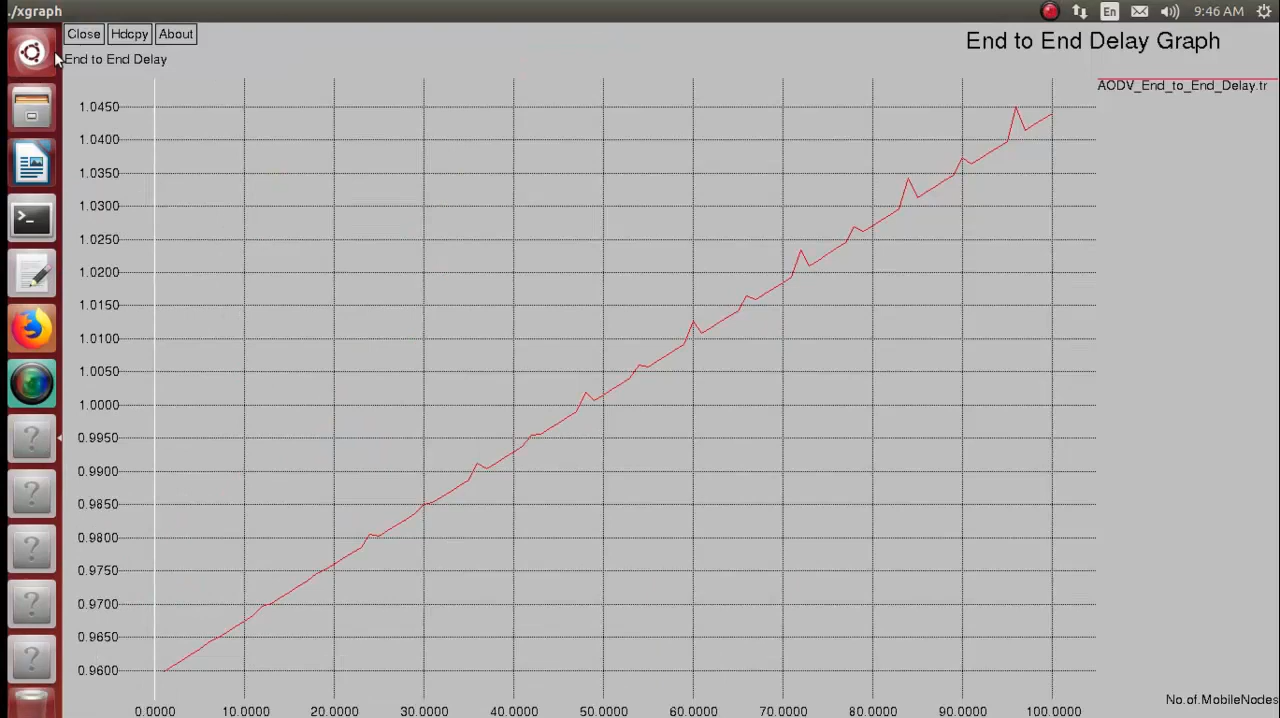 ./xgraph
En
9:46 AM
Close Hdcpy About
End to End Delay Graph
End to End Delay
AODV_End_to_End_Delay.tr
1.0450
1.0400
1.0350
1.0300
1.0250
1.0200
1.0150
1.0100
1.0050
1.0000
0.9950
0.9900
0.9850
0.9800
0.9750
0.9700
0.9650
0.9600
No.of.MobileNodes
0.0000 10.0000 20.0000 30.0000 40.0000 50.0000 60.0000 70.0000 80.0000 90.0000 100.0000